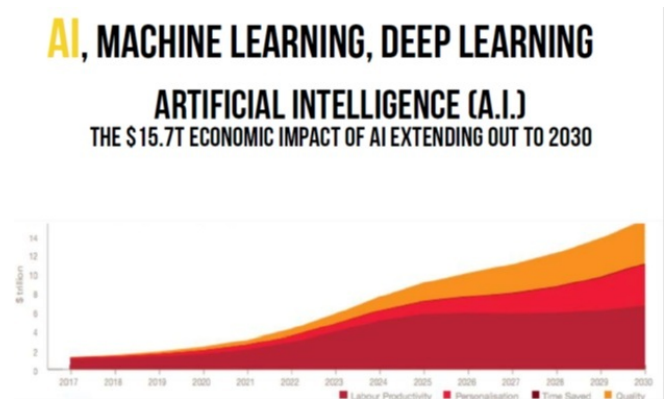 AI, MACHINE LEARNING, DEEP LEARNING
ARTIFICIAL INTELLIGENCE (A.I.)
THE $15.7T ECONOMIC IMPACT OF AI EXTENDING OUT TO 2030
14
12
10
8
6
4
2
0
$ trillion
2017 2018 2019 2020 2021 2022 2023 2024 2025 2026 2027 2028 2029 2030
Labour Productivity Personalisation Time Saved Quality